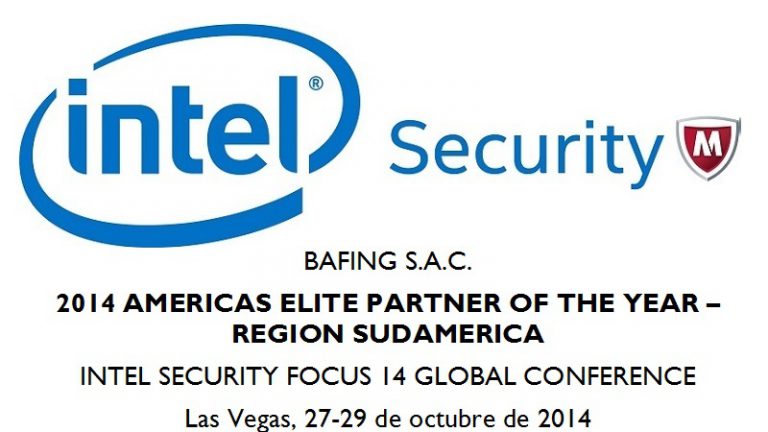 intel® Security M
BAFING S.A.C.
2014 AMERICAS ELITE PARTNER OF THE YEAR –
REGION SUDAMERICA
INTEL SECURITY FOCUS 14 GLOBAL CONFERENCE
Las Vegas, 27-29 de octubre de 2014